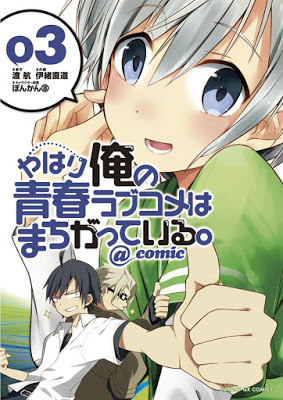 03
原作 作画
渡 航 伊緒直道
キャラクター原案
ぽんかん⑧
やはり俺の
青春ラブコメは
まちがっている。
@ comic